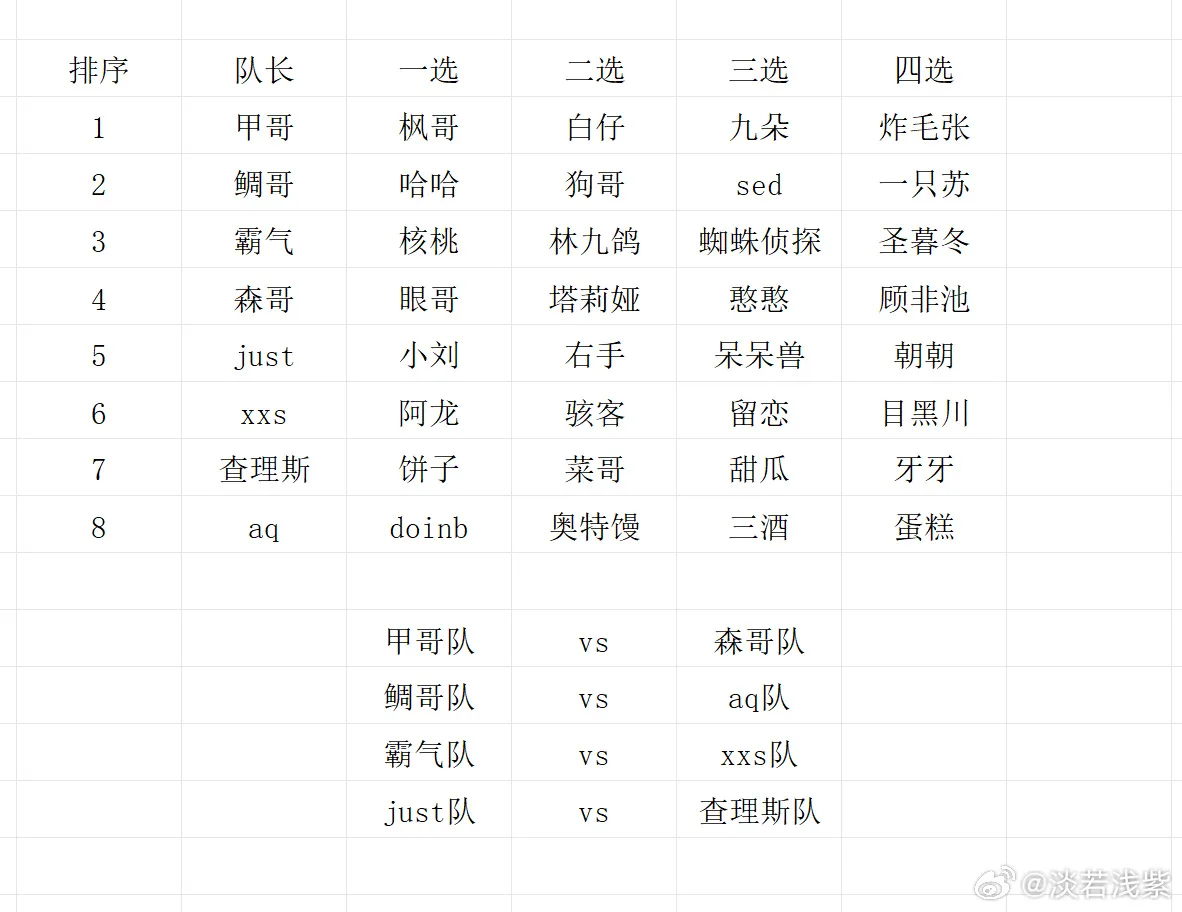 排序 队长 一选 二选 三选 四选
1 甲哥 枫哥 白仔 九朵 炸毛张
2 鲷哥 哈哈 狗哥 sed 一只苏
3 霸气 核桃 林九鸽 蜘蛛侦探 圣暮冬
4 森哥 眼哥 塔莉娅 憨憨 顾非池
5 just 小刘 右手 呆呆兽 朝朝
6 xxs 阿龙 骇客 留恋 目黑川
7 查理斯 饼子 菜哥 甜瓜 牙牙
8 aq doinb 奥特馒 三酒 蛋糕
甲哥队 vs 森哥队
鲷哥队 vs aq队
霸气队 vs xxs队
just队 vs 查理斯队
@淡若浅紫